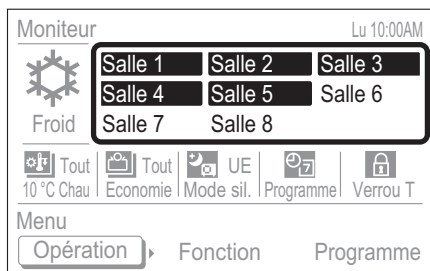 Moniteur Lu 10:00AM
Salle 1 Salle 2 Salle 3
Salle 4 Salle 5 Salle 6
Froid Salle 7 Salle 8
Tout Tout UE 7
10 °C Chau Economie Mode sil. Programme Verrou T
Menu
Opération Fonction Programme